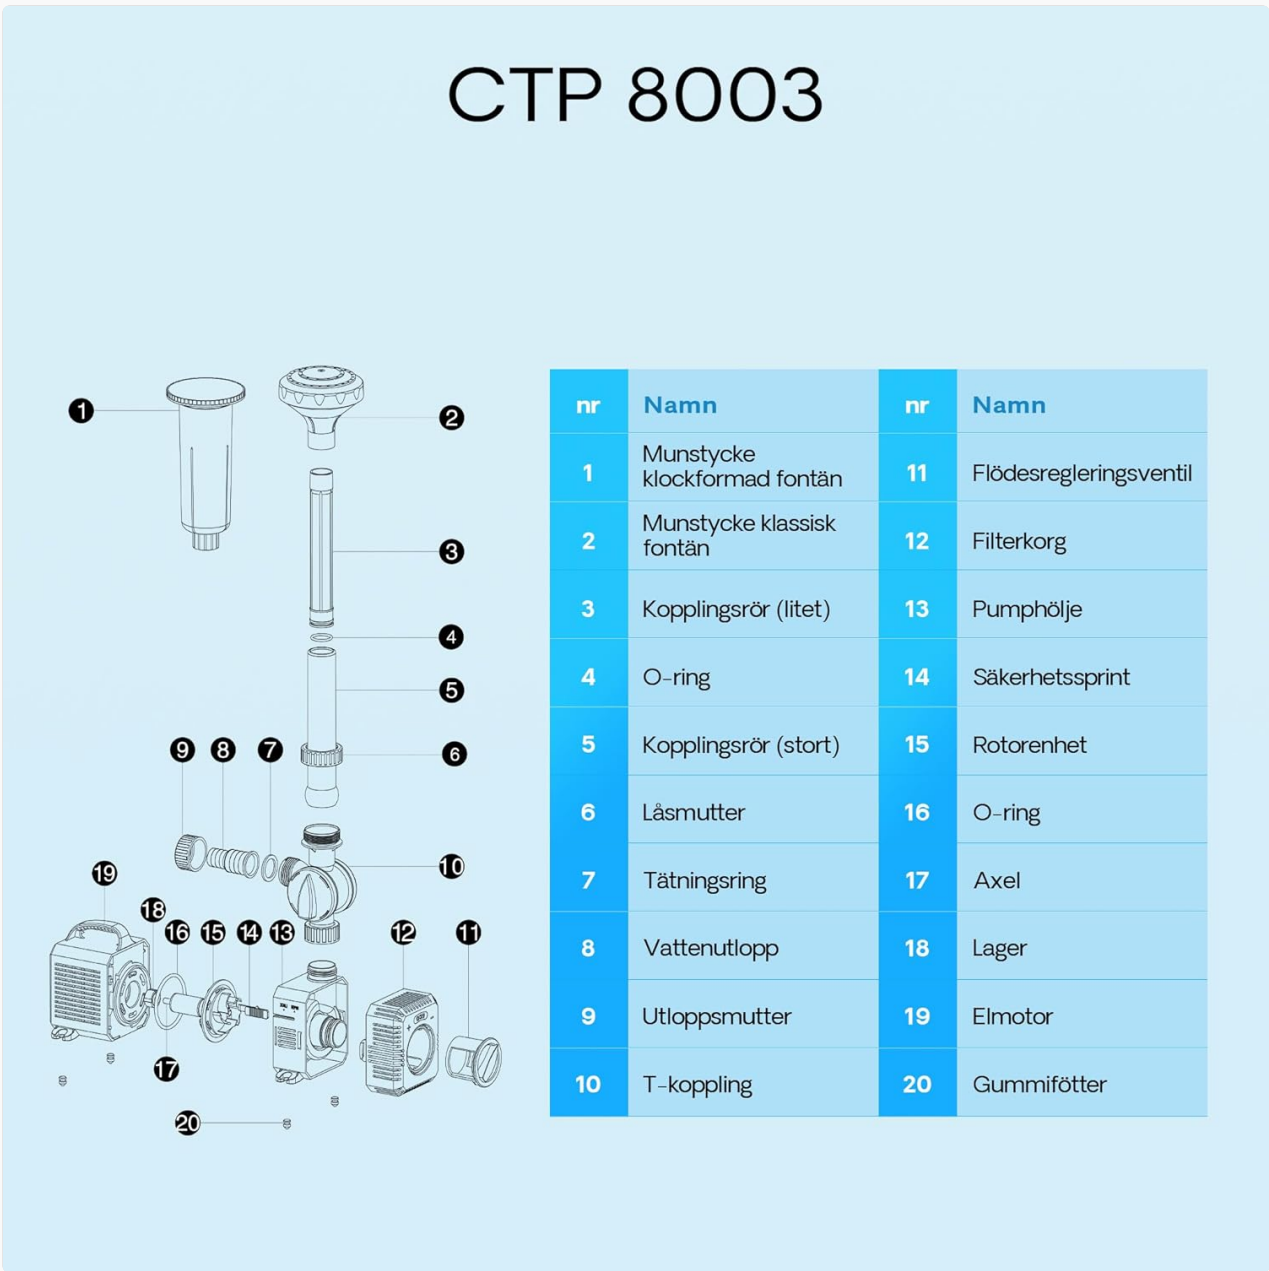 CTP 8003
1
2
3
4
5
9 8 7
6
10
19
18
16 15 14 13 12 11
17
20
nr Namn nr Namn
1 Munstycke
klockformad fontän
11 Flödesregleringsventil
2 Munstycke klassisk
fontän
12 Filterkorg
3 Kopplingsrör (litet) 13 Pumphölje
4 O-ring 14 Säkerhetssprint
5 Kopplingsrör (stort) 15 Rotorenhet
6 Låsmutter 16 O-ring
7 Tätningsring 17 Axel
8 Vattenutlopp 18 Lager
9 Utloppsmutter 19 Elmotor
10 T-koppling 20 Gummifötter